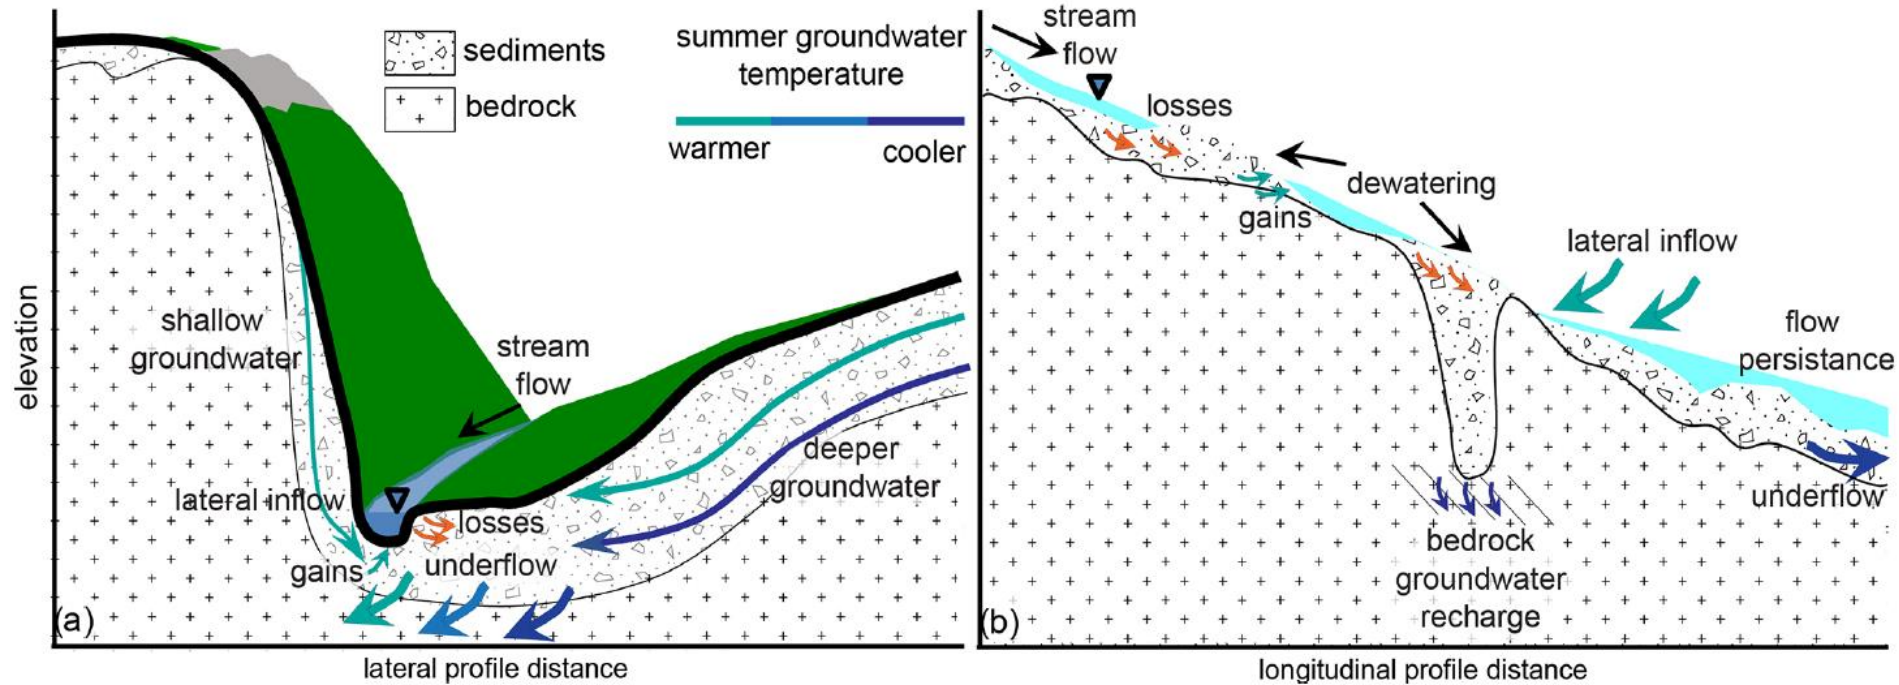 sediments
bedrock
summer groundwater
temperature
warmer
cooler
elevation
shallow
groundwater
stream
flow
deeper
groundwater
lateral inflow
losses
gains
underflow
(a)
lateral profile distance
stream
flow
losses
dewatering
gains
lateral inflow
flow
persistance
underflow
bedrock
groundwater
recharge
(b)
longitudinal profile distance